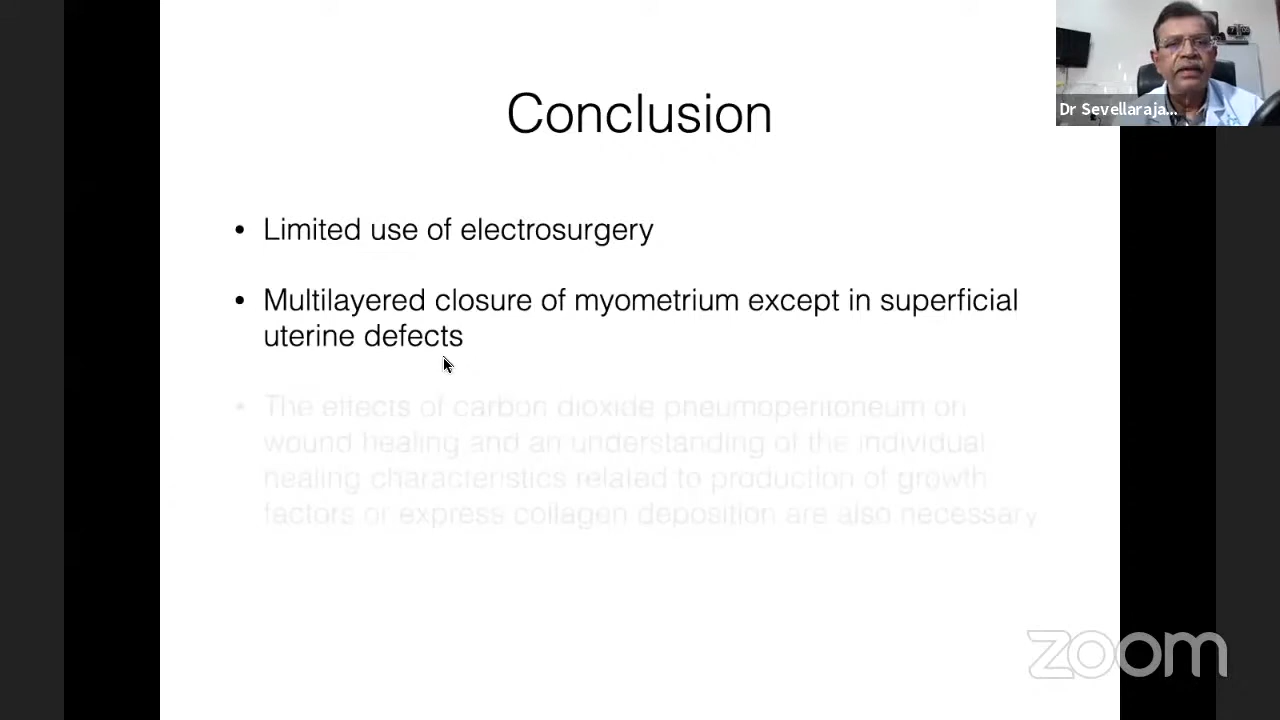 Conclusion
Dr Sevellaraja...
• Limited use of electrosurgery
• Multilayered closure of myometrium except in superficial
uterine defects
• The effects of carbon dioxide pneumoperitoneum on
wound healing and an understanding of the individual
healing characteristics related to production of growth
factors or express collagen deposition are also necessary
zoom